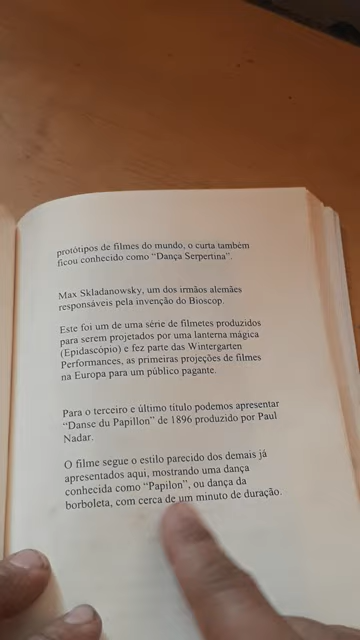 protótipos de filmes do mundo, o curta também
ficou conhecido como “Dança Serpertina”.
Max Skladanowsky, um dos irmãos alemães
responsáveis pela invenção do Bioscop.
Este foi um de uma série de filmetes produzidos
para serem projetados por uma lanterna mágica
(Epidascópio) e fez parte das Wintergarten
Performances, as primeiras projeções de filmes
na Europa para um público pagante.
Para o terceiro e último titulo podemos apresentar
“Danse du Papillon” de 1896 produzido por Paul
Nadar.
O filme segue o estilo parecido dos demais já
apresentados aqui, mostrando uma dança
conhecida como “Papilon”, ou dança da
borboleta, com cerca de um minuto de duração.